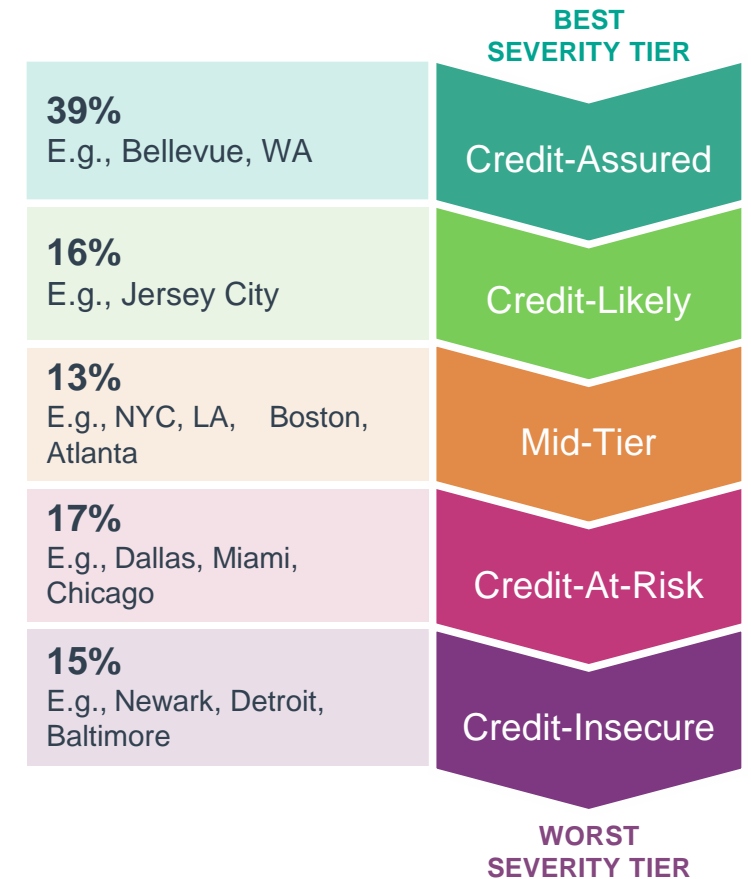 BEST
SEVERITY TIER
39%
E.g., Bellevue, WA
Credit-Assured
16%
E.g., Jersey City
Credit-Likely
13%
E.g., NYC, LA, Boston,
Atlanta
Mid-Tier
17%
E.g., Dallas, Miami,
Chicago
Credit-At-Risk
15%
E.g., Newark, Detroit,
Baltimore
Credit-Insecure
WORST
SEVERITY TIER